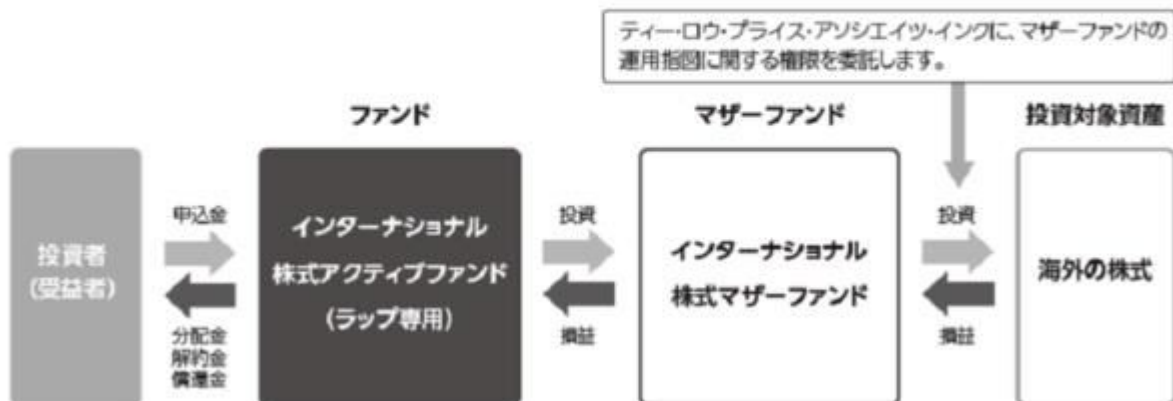 ティー・ロウ・プライス・アソシエイツ・インクに、マザーファンドの
運用指図に関する権限を委託します。
ファンド
マザーファンド
投資対象資産
投資者
(受益者)
申込金
分配金
解約金
償還金
インターナショナル
株式アクティブファンド
(ラップ専用)
投資
損益
インターナショナル
株式マザーファンド
投資
損益
海外の株式